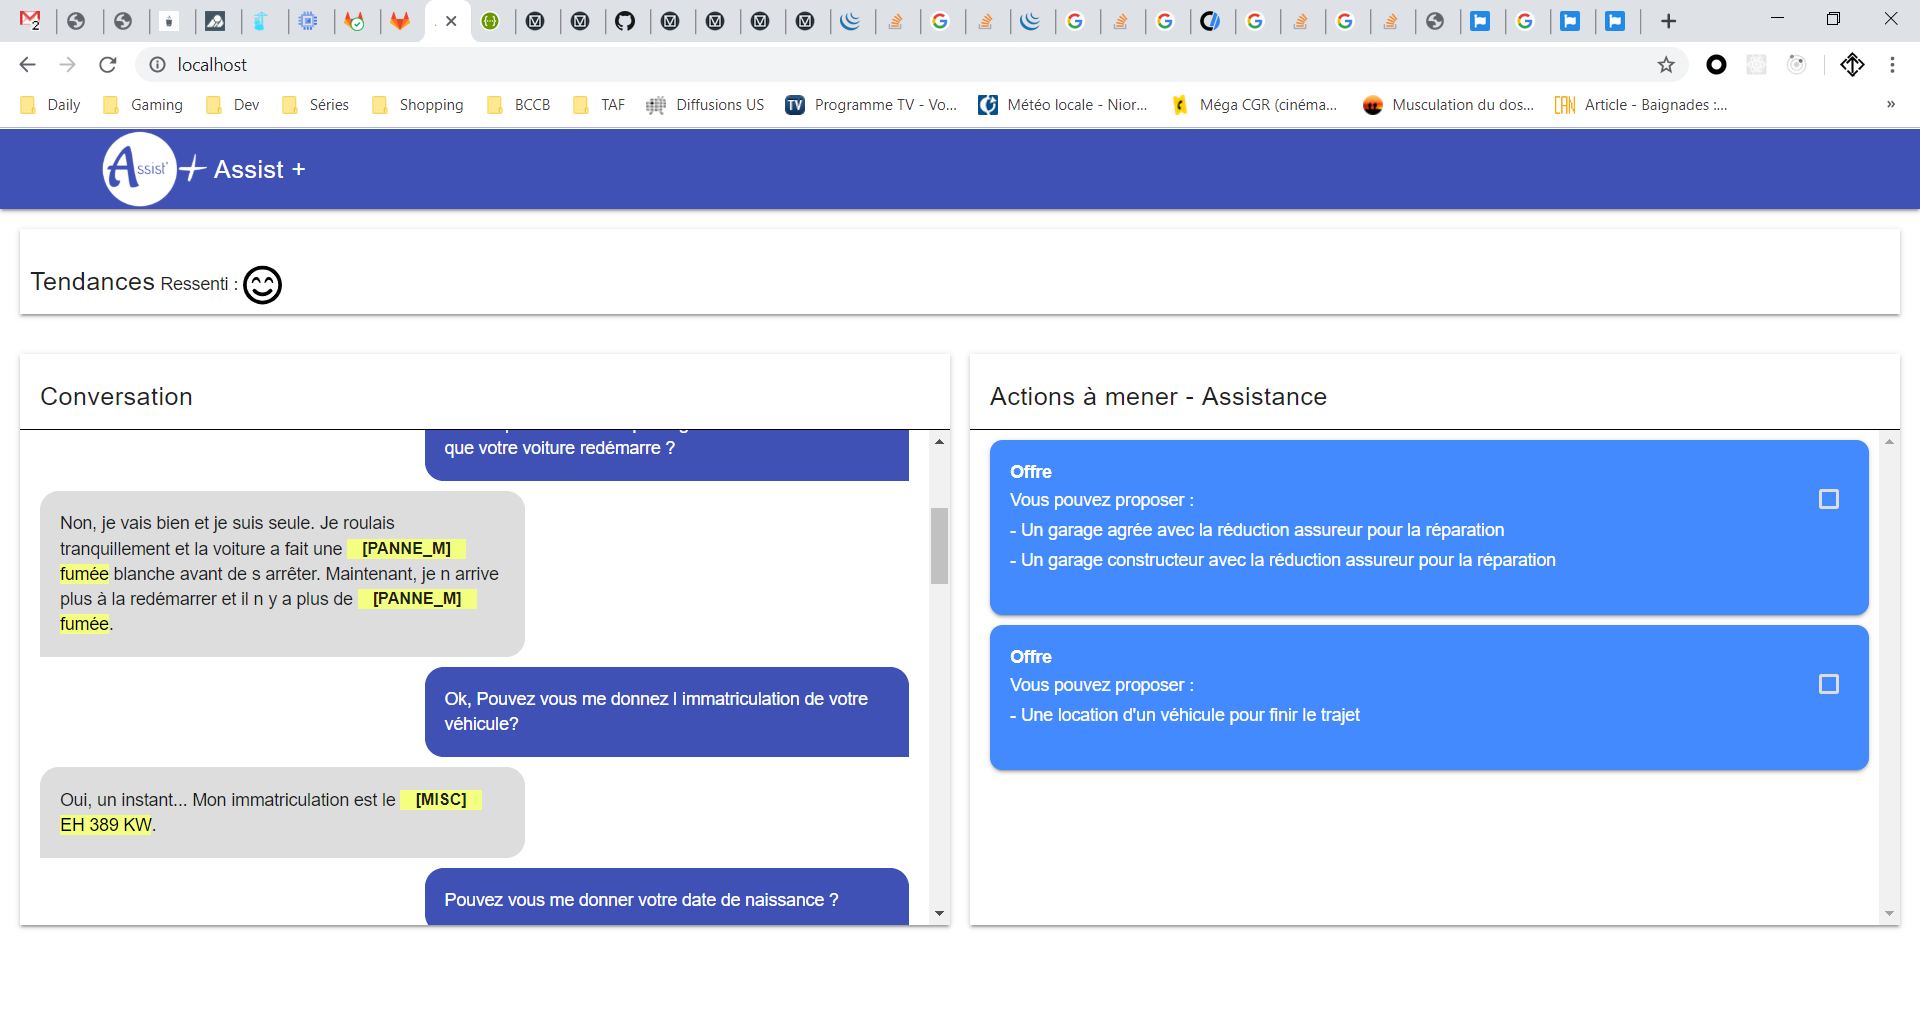 2
localhost
Daily
Gaming
Dev
Séries
Shopping
BCCB
TAF
Diffusions US
TV
Programme TV - Vo...
Météo locale - Nior...
Méga CGR (cinéma...
Musculation du dos...
CAN
Article - Baignades :...
»
Assist' +
Assist +
Tendances Ressenti :
Conversation
que votre voiture redémarre ?
Non, je vais bien et je suis seule. Je roulais
tranquillement et la voiture a fait une [PANNE_M]
fumée blanche avant de s arrêter. Maintenant, je n arrive
plus à la redémarrer et il n y a plus de [PANNE_M]
fumée.
Ok, Pouvez vous me donnez l immatriculation de votre
véhicule?
Oui, un instant... Mon immatriculation est le [MISC]
EH 389 KW.
Pouvez vous me donner votre date de naissance ?
Actions à mener - Assistance
Offre
Vous pouvez proposer :
- Un garage agrée avec la réduction assureur pour la réparation
- Un garage constructeur avec la réduction assureur pour la réparation
Offre
Vous pouvez proposer :
- Une location d'un véhicule pour finir le trajet